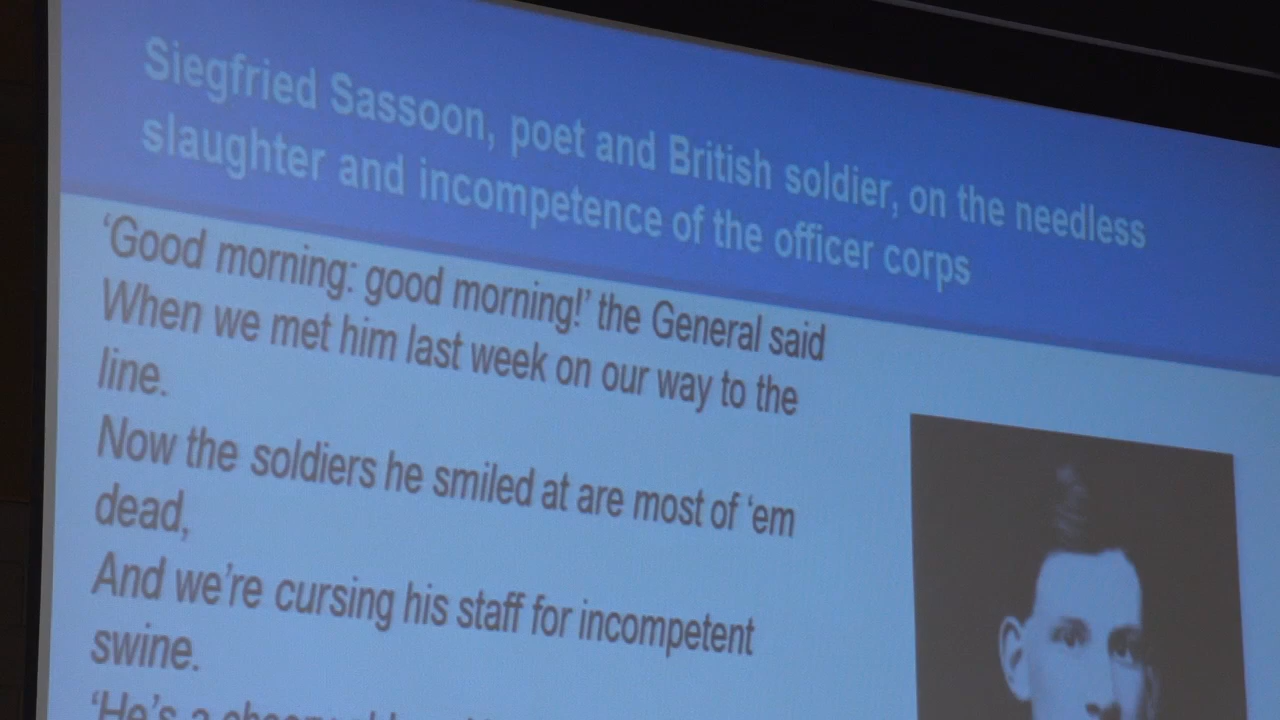 Siegfried Sassoon, poet and British soldier, on the needless
slaughter and incompetence of the officer corps
‘Good morning: good morning!’ the General said
When we met him last week on our way to the
line.
Now the soldiers he smiled at are most of ‘em
dead,
And we’re cursing his staff for incompetent
swine.
‘He’s a